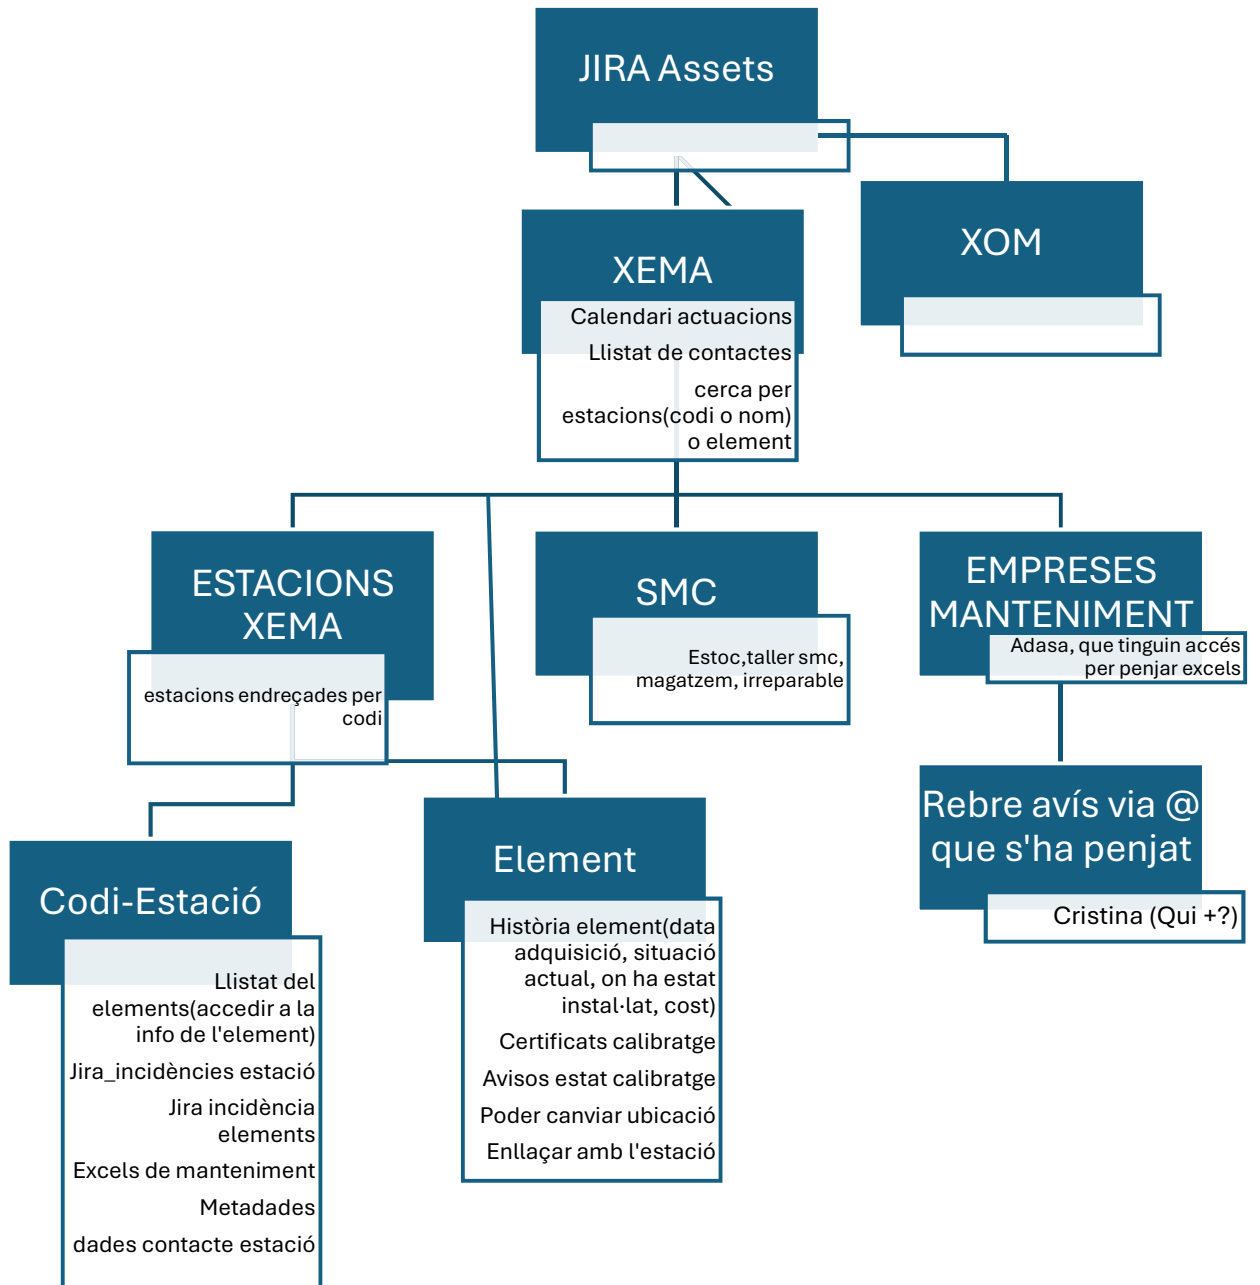 JIRA Assets
XOM
XEMA
Calendari actuacions
Llistat de contactes
cerca per
estacions(codi o nom)
o element
ESTACIONS
XEMA
estacions endreçades per
codi
SMC
Estoc,taller smc,
magatzem, irreparable
EMPRESES
MANTENIMENT
Adasa, que tinguin accés
per penjar excels
Codi-Estació
Llistat del
elements(accedir a la
info de l'element)
Jira_incidències estació
Jira incidència
elements
Excels de manteniment
Metadades
dades contacte estació
Element
Història element(data
adquisició, situació
actual, on ha estat
instal·lat, cost)
Certificats calibratge
Avisos estat calibratge
Poder canviar ubicació
Enllaçar amb l'estació
Rebre avís via @
que s'ha penjat
Cristina (Qui +?)